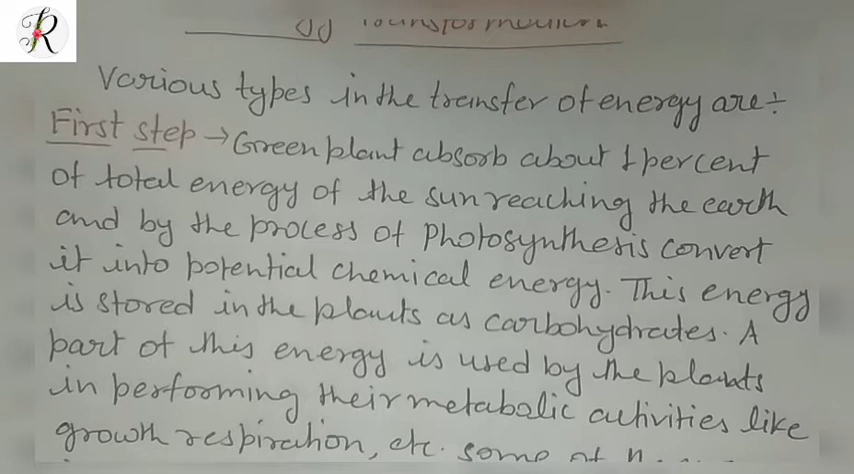 R
Various types in the transfer of energy are ÷
First step → Green plant absorb about 1 percent
of total energy of the sun reaching the earth
and by the process of Photosynthesis convert
it into potential chemical energy. This energy
is stored in the plants as carbohydrates. A
part of this energy is used by the plants
in performing their metabolic activities like
growth respiration, etc. some of